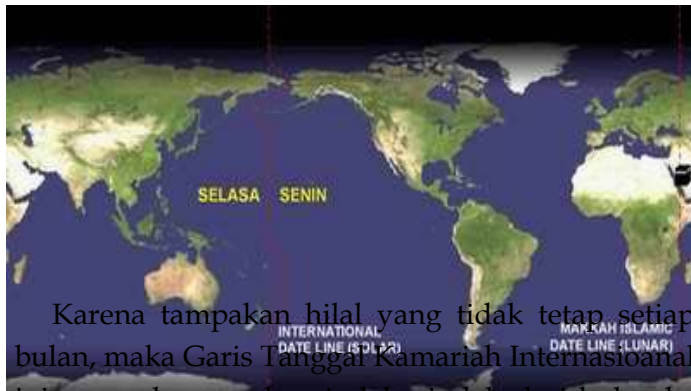 SELASA SENIN
Karena tampakan hilal yang tidak tetap setiap
INTERNATIONAL
DATE LINE (SOLAR)
MAKKAH ISLAMIC
DATE LINE (LUNAR)
bulan, maka Garis Tanggal Kamariah Internasioanal